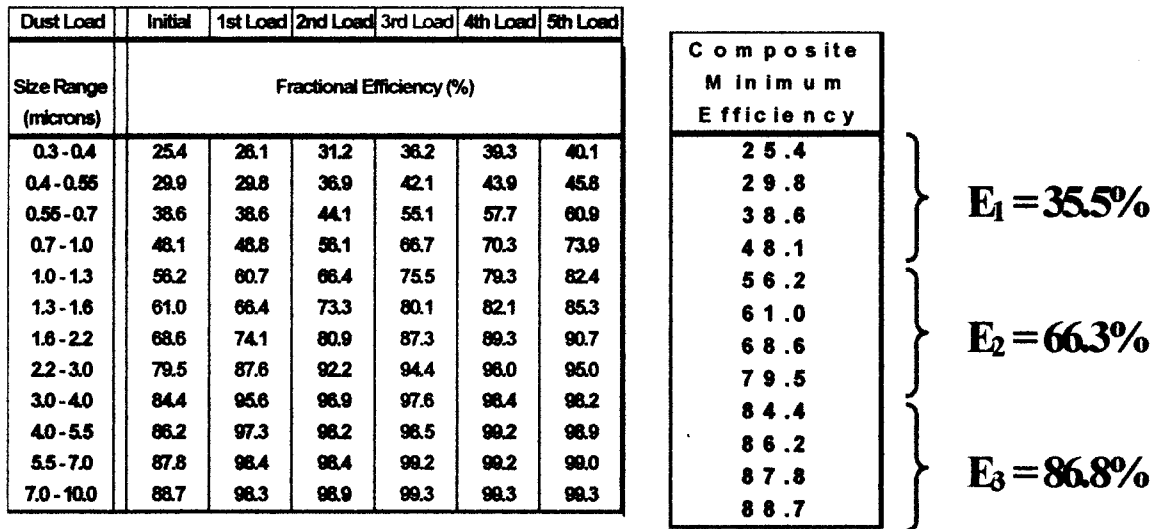 Dust Load Initial 1st Load 2nd Load 3rd Load 4th Load 5th Load
Size Range
(microns)
Fractional Efficiency (%)
0.3 - 0.4 25.4 26.1 31.2 36.2 39.3 40.1
0.4 - 0.55 29.9 29.8 36.9 42.1 43.9 45.8
0.55 - 0.7 38.6 38.6 44.1 55.1 57.7 60.9
0.7 - 1.0 48.1 48.8 56.1 66.7 70.3 73.9
1.0 - 1.3 56.2 60.7 66.4 75.5 79.3 82.4
1.3 - 1.6 61.0 66.4 73.3 80.1 82.1 85.3
1.6 - 2.2 68.6 74.1 80.9 87.3 89.3 90.7
2.2 - 3.0 79.5 87.6 92.2 94.4 96.0 95.0
3.0 - 4.0 84.4 95.6 96.9 97.6 98.4 98.2
4.0 - 5.5 86.2 97.3 98.2 98.5 99.2 98.9
5.5 - 7.0 87.8 98.4 98.4 99.2 99.2 99.0
7.0 - 10.0 88.7 98.3 98.9 99.3 99.3 99.3
Composite
Minimum
Efficiency
25.4
29.8
38.6
48.1
56.2
61.0
68.6
79.5
84.4
86.2
87.8
88.7
E₁ = 35.5%
E₂ = 66.3%
E₃ = 86.8%